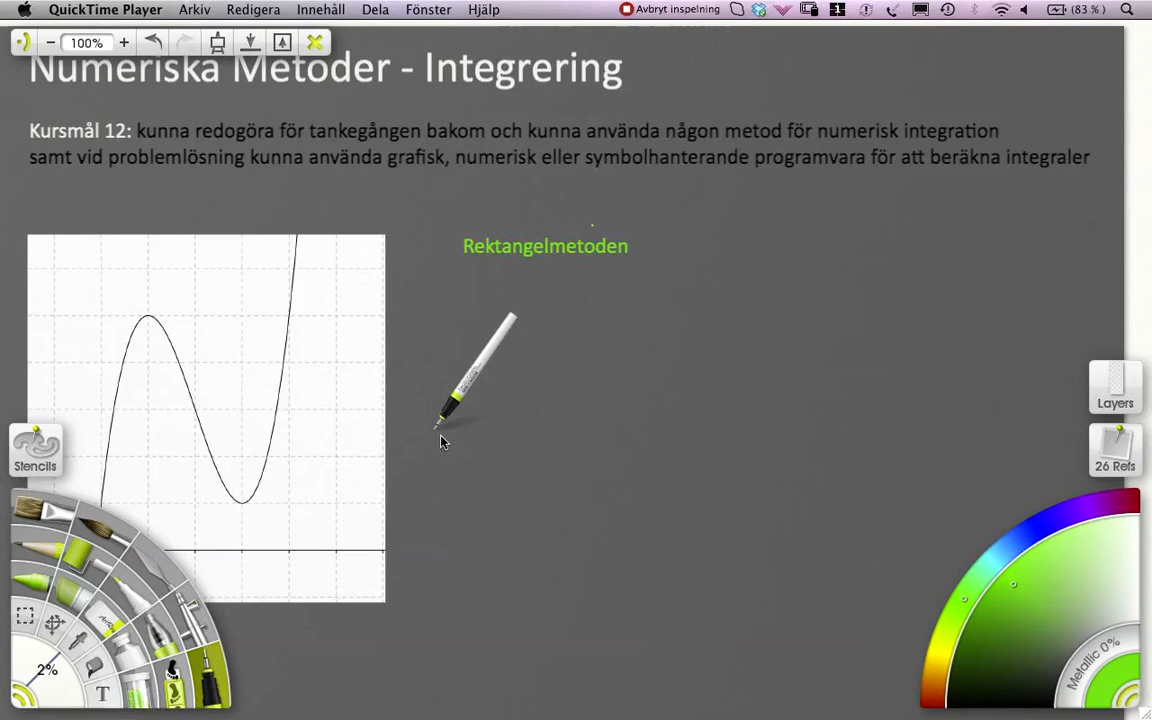 QuickTime Player Arkiv Redigera Innehåll Dela Fönster Hjälp Avbryt inspelning 1 (83 %)
100%
Numeriska Metoder - Integrering
Kursmål 12: kunna redogöra för tankegången bakom och kunna använda någon metod för numerisk integration
samt vid problemlösning kunna använda grafisk, numerisk eller symbolhanterande programvara för att beräkna integraler
Rektangelmetoden
Layers
Stencils
26 Refs
2%
T
Metallic 0%